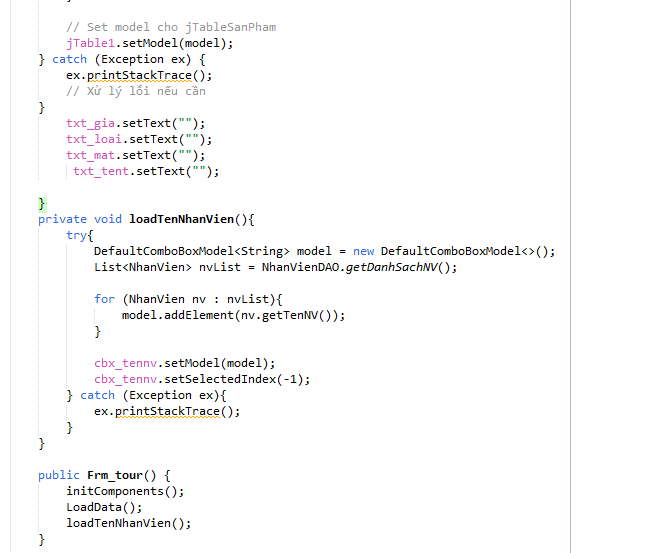 // Set model cho jTableSanPham
jTable1.setModel(model);
} catch (Exception ex) {
ex.printStackTrace();
// Xử lý lỗi nếu cần
}
txt_gia.setText("");
txt_loai.setText("");
txt_mat.setText("");
txt_tent.setText("");
}
private void loadTenNhanVien(){
try{
DefaultComboBoxModel<String> model = new DefaultComboBoxModel<>();
List<NhanVien> nvList = NhanVienDAO.getDanhSachNV();
for (NhanVien nv : nvList){
model.addElement(nv.getTenNV());
}
cbx_tennv.setModel(model);
cbx_tennv.setSelectedIndex(-1);
} catch (Exception ex){
ex.printStackTrace();
}
}
public Frm_tour() {
initComponents();
LoadData();
loadTenNhanVien();
}